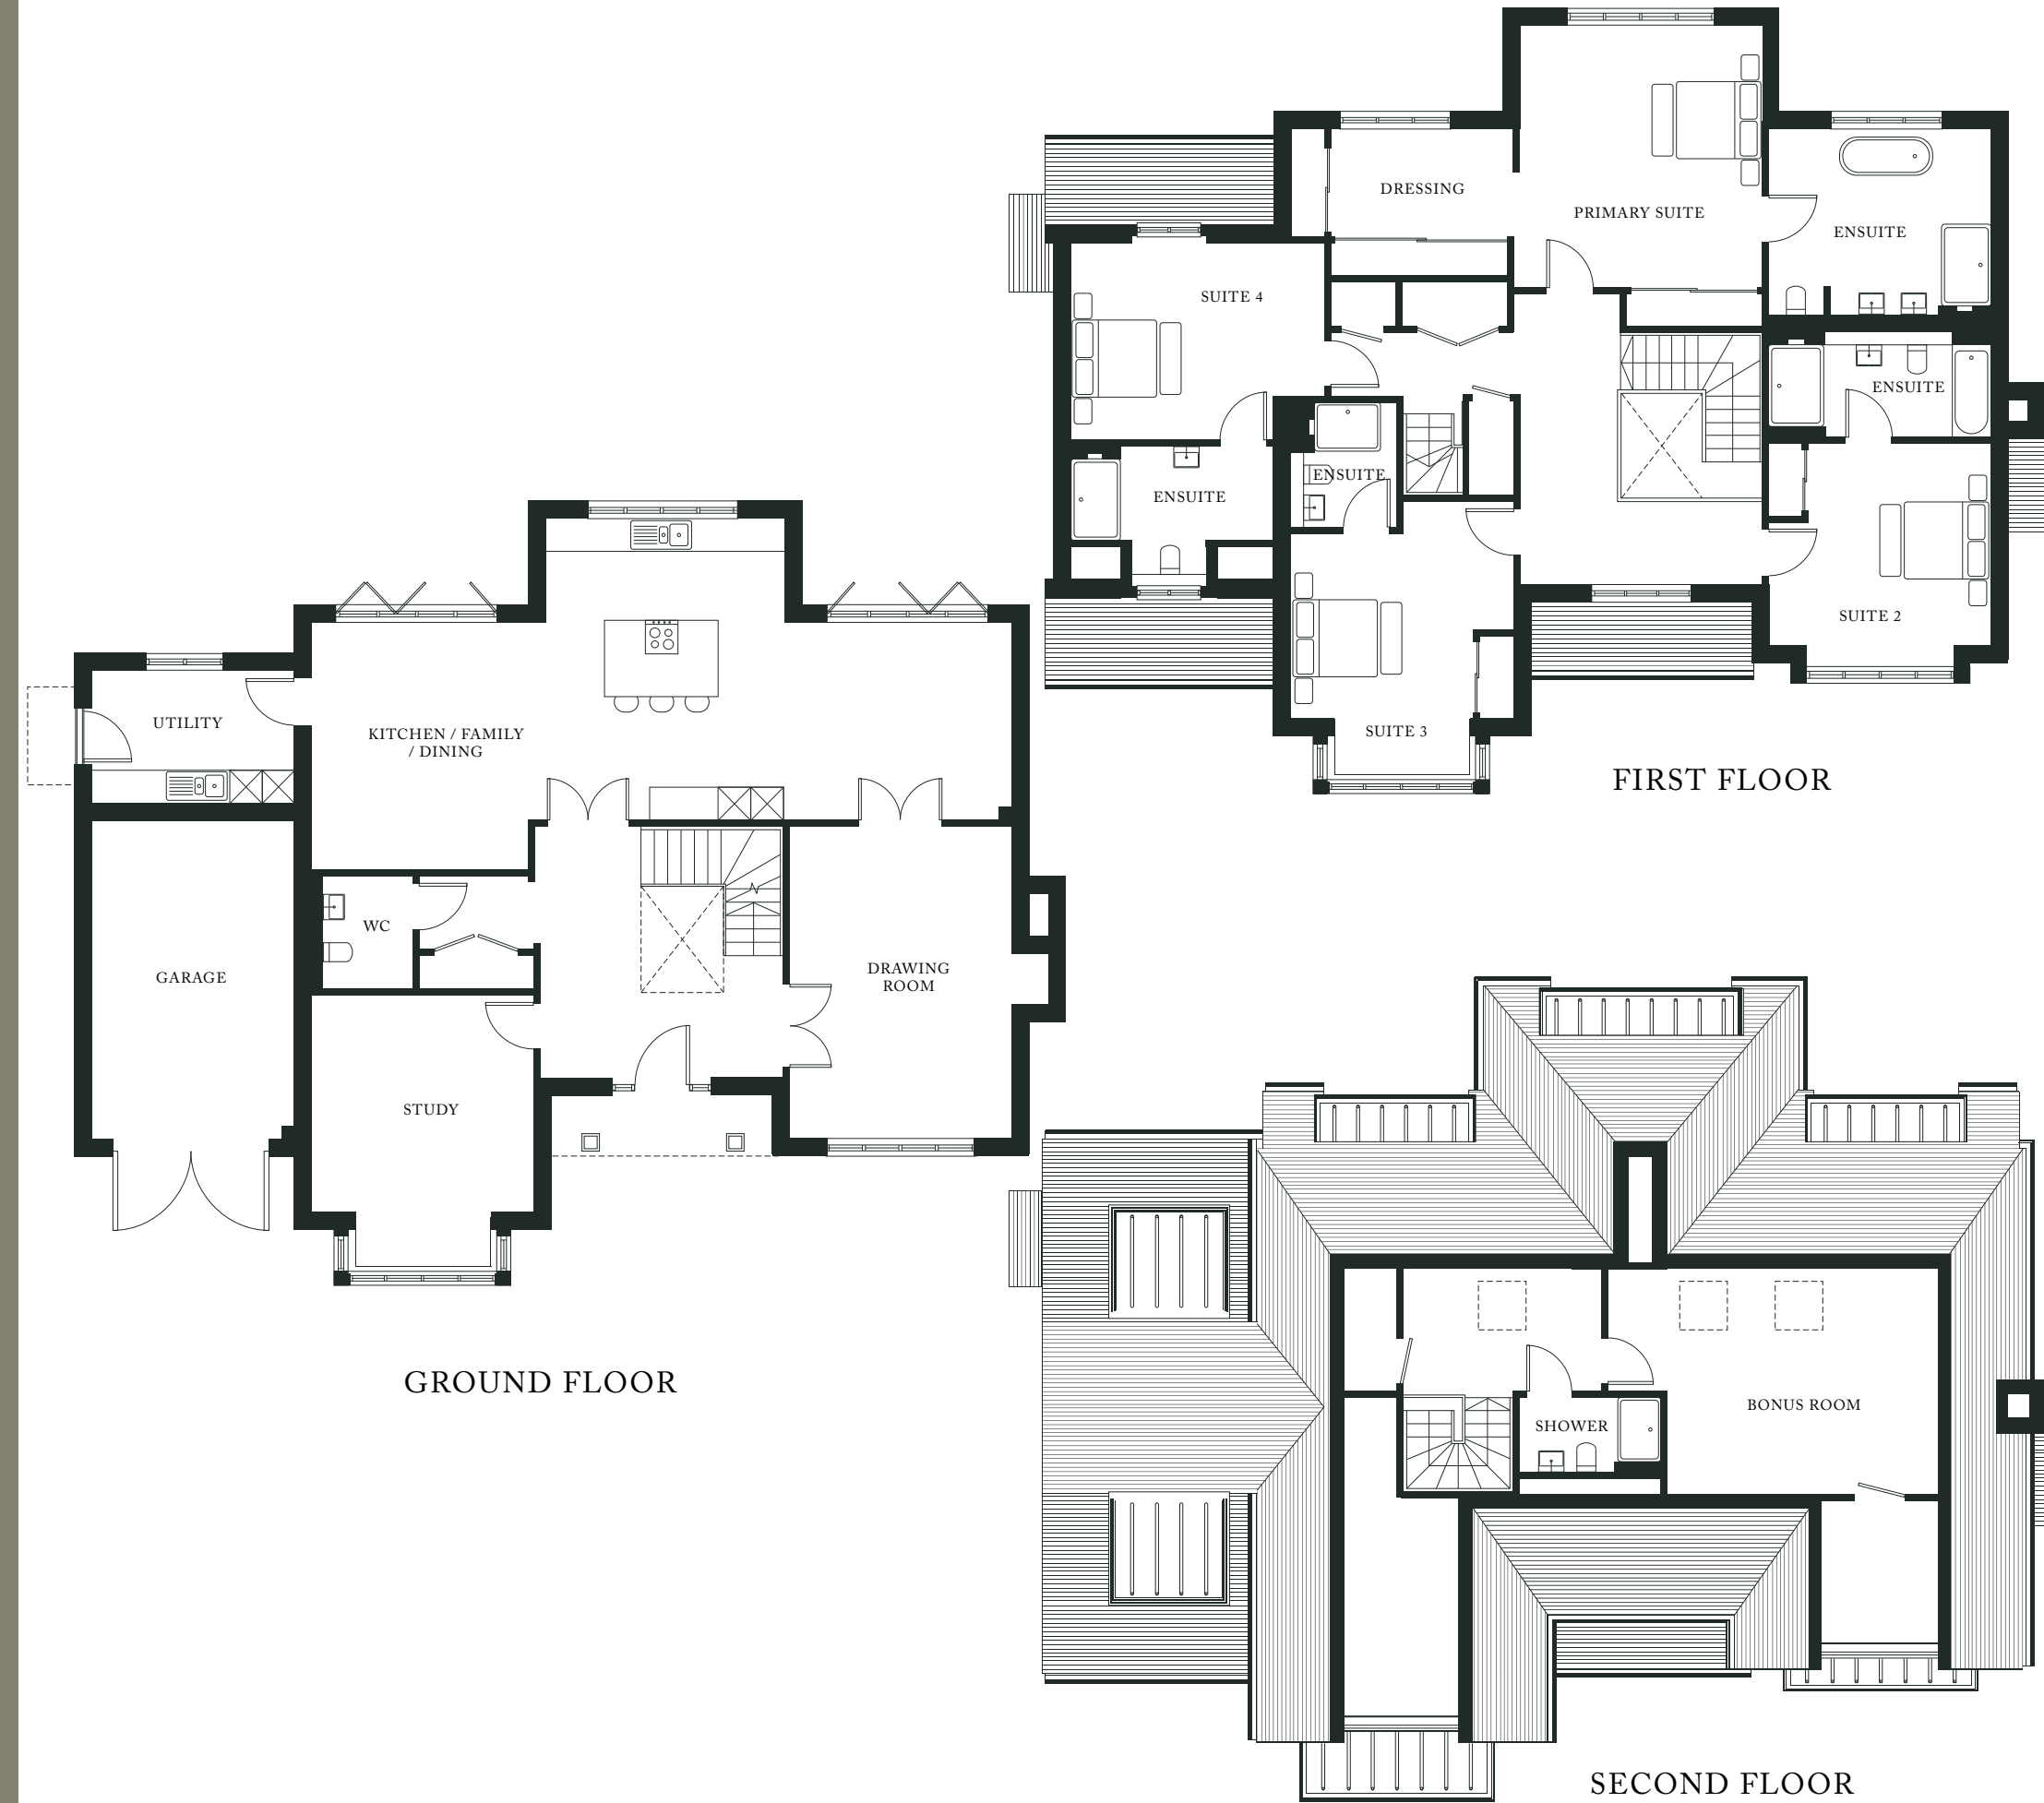 UTILITY
KITCHEN / FAMILY
/ DINING
WC
GARAGE
DRAWING
ROOM
STUDY
GROUND FLOOR
DRESSING
PRIMARY SUITE
ENSUITE
SUITE 4
ENSUITE
ENSUITE
ENSUITE
SUITE 2
SUITE 3
FIRST FLOOR
BONUS ROOM
SHOWER
SECOND FLOOR